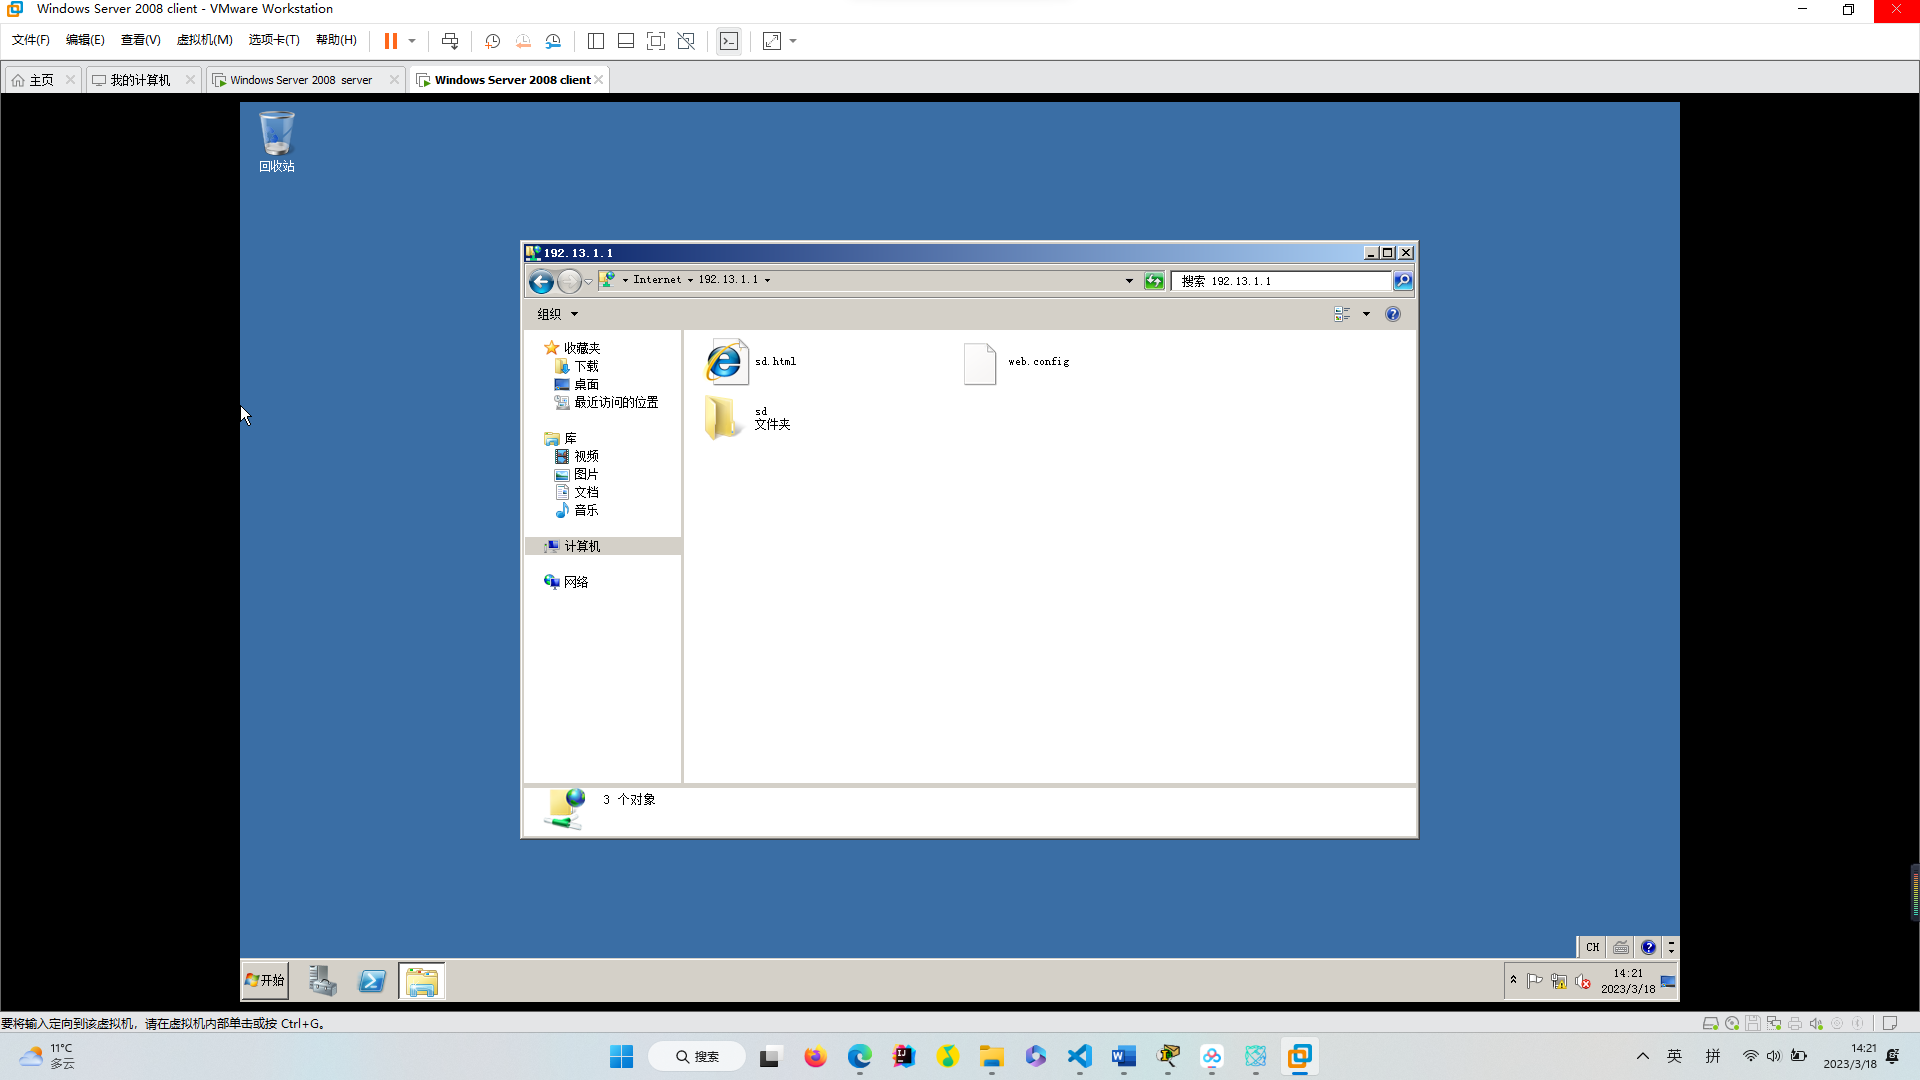 Windows Server 2008 client - VMware Workstation
文件(F) 编辑(E) 查看(V) 虚拟机(M) 选项卡(T) 帮助(H)
主页 我的计算机 Windows Server 2008 server Windows Server 2008 client
回收站
192.13.1.1
Internet 192.13.1.1 搜索 192.13.1.1
组织
收藏夹
下载
桌面
最近访问的位置
库
视频
图片
文档
音乐
计算机
网络
sd.html
web.config
sd
文件夹
3 个对象
CH
开始
14:21
2023/3/18
要将输入定向到该虚拟机，请在虚拟机内部单击或按 Ctrl+G。
11°C
多云
搜索
英 拼
14:21
2023/3/18